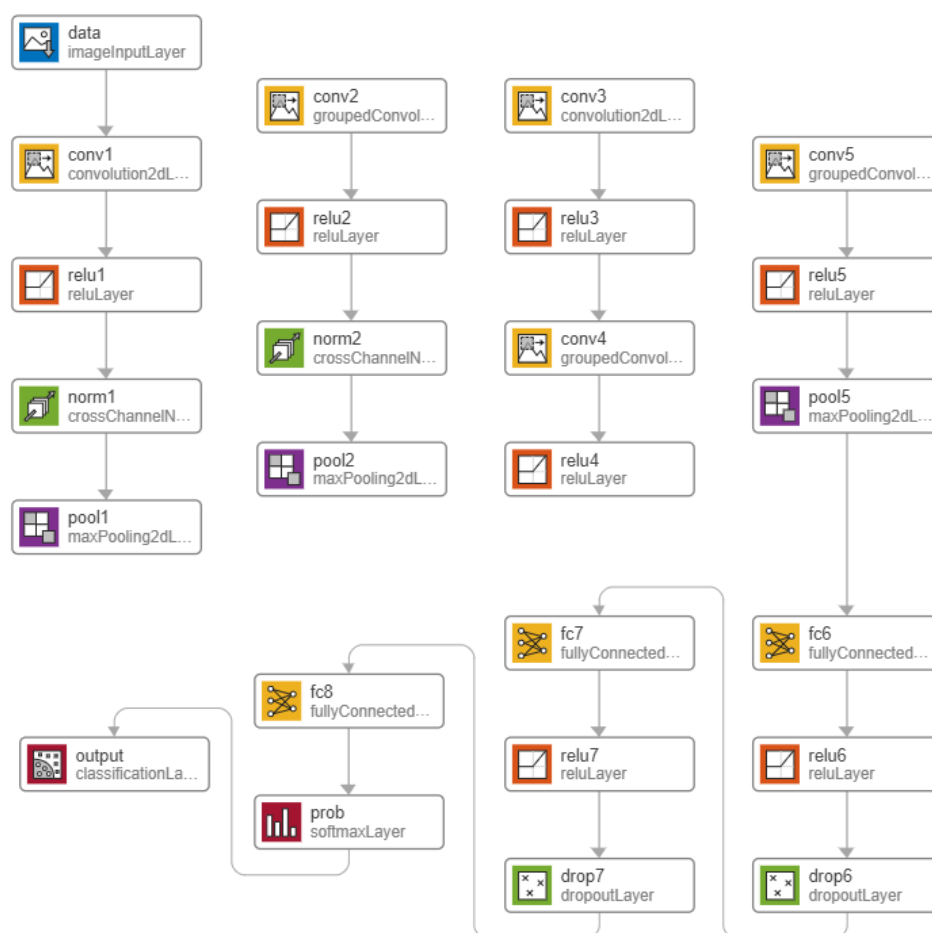 data
imageInputLayer
conv1
convolution2dL...
relu1
reluLayer
norm1
crossChannelN...
pool1
maxPooling2dL...
conv2
groupedConvol...
relu2
reluLayer
norm2
crossChannelN...
pool2
maxPooling2dL...
conv3
convolution2dL...
relu3
reluLayer
conv4
groupedConvol...
relu4
reluLayer
conv5
groupedConvol...
relu5
reluLayer
pool5
maxPooling2dL...
fc6
fullyConnected...
relu6
reluLayer
drop6
dropoutLayer
fc7
fullyConnected...
relu7
reluLayer
drop7
dropoutLayer
fc8
fullyConnected...
prob
softmaxLayer
output
classificationLa...